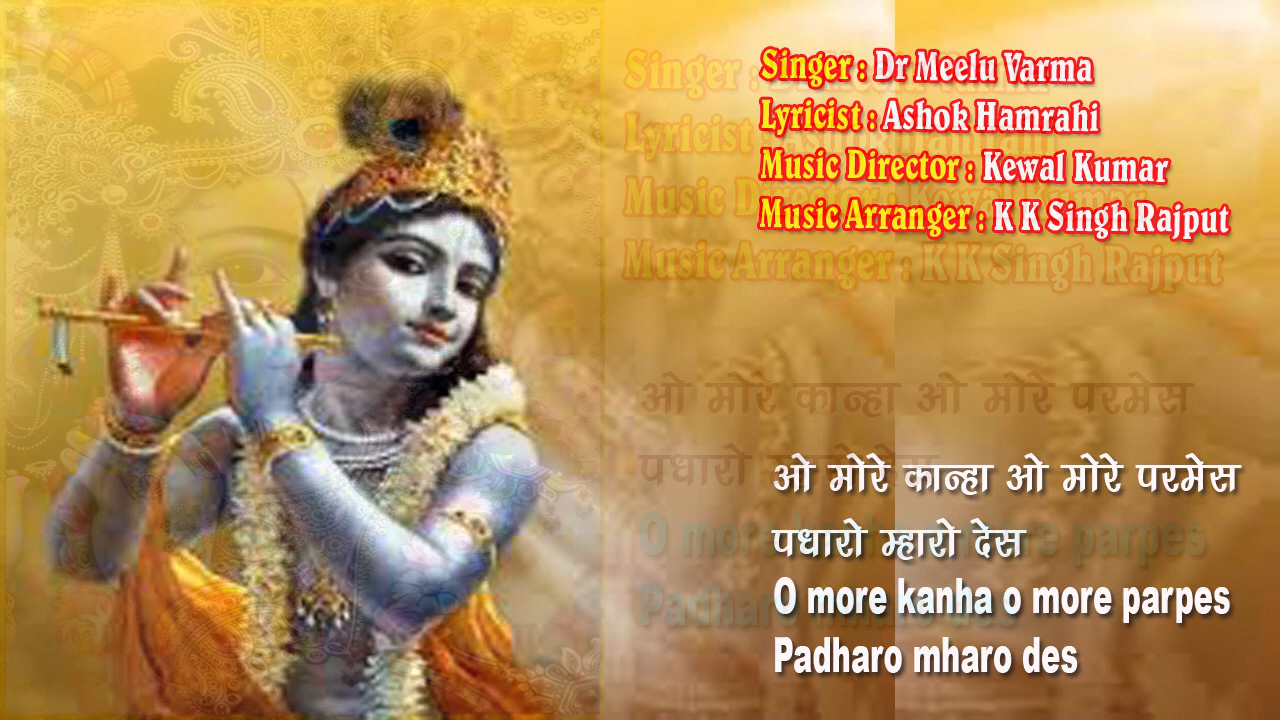 Singer : Dr Meelu Varma
Lyricist : Ashok Hamrahi
Music Director : Kewal Kumar
Music Arranger : K K Singh Rajput
ओ मोरे कान्हा ओ मोरे परमेस
पधारो म्हारो देस
O more kanha o more parpes
Padharo mharo des